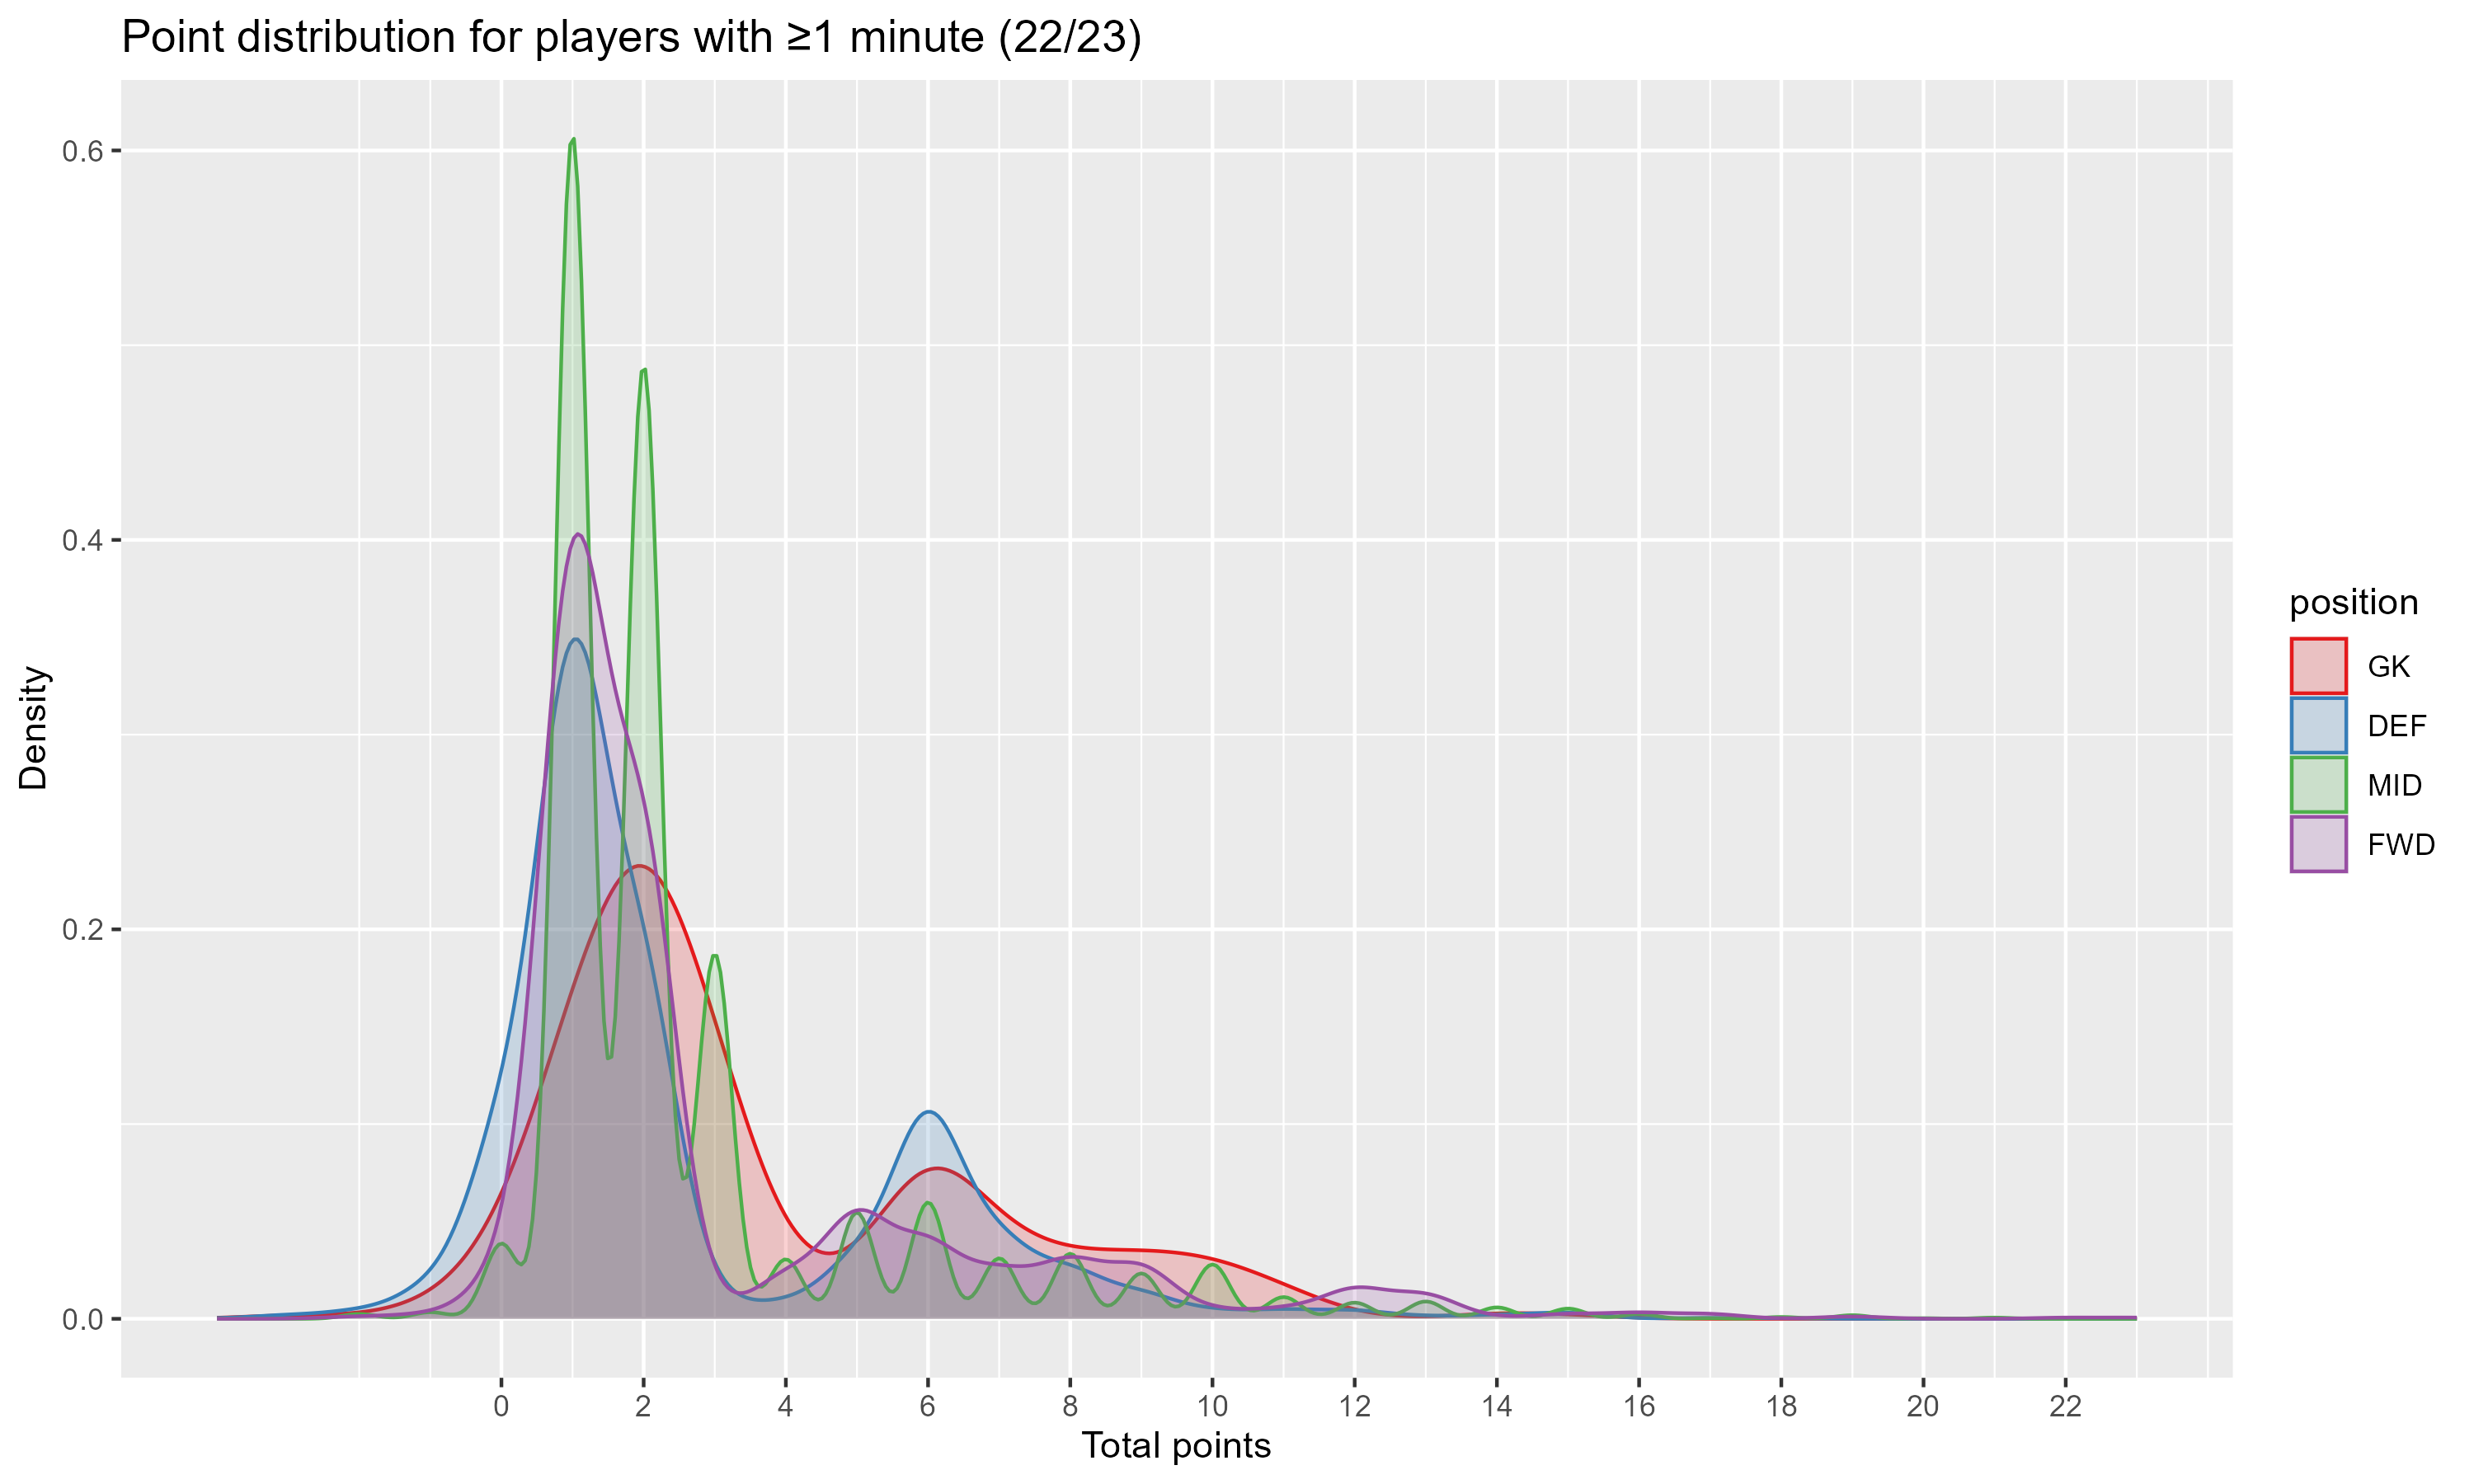 Point distribution for players with ≥1 minute (22/23)
0.6
0.4
0.2
0.0
Density
0 2 4 6 8 10 12 14 16 18 20 22
Total points
position
GK
DEF
MID
FWD